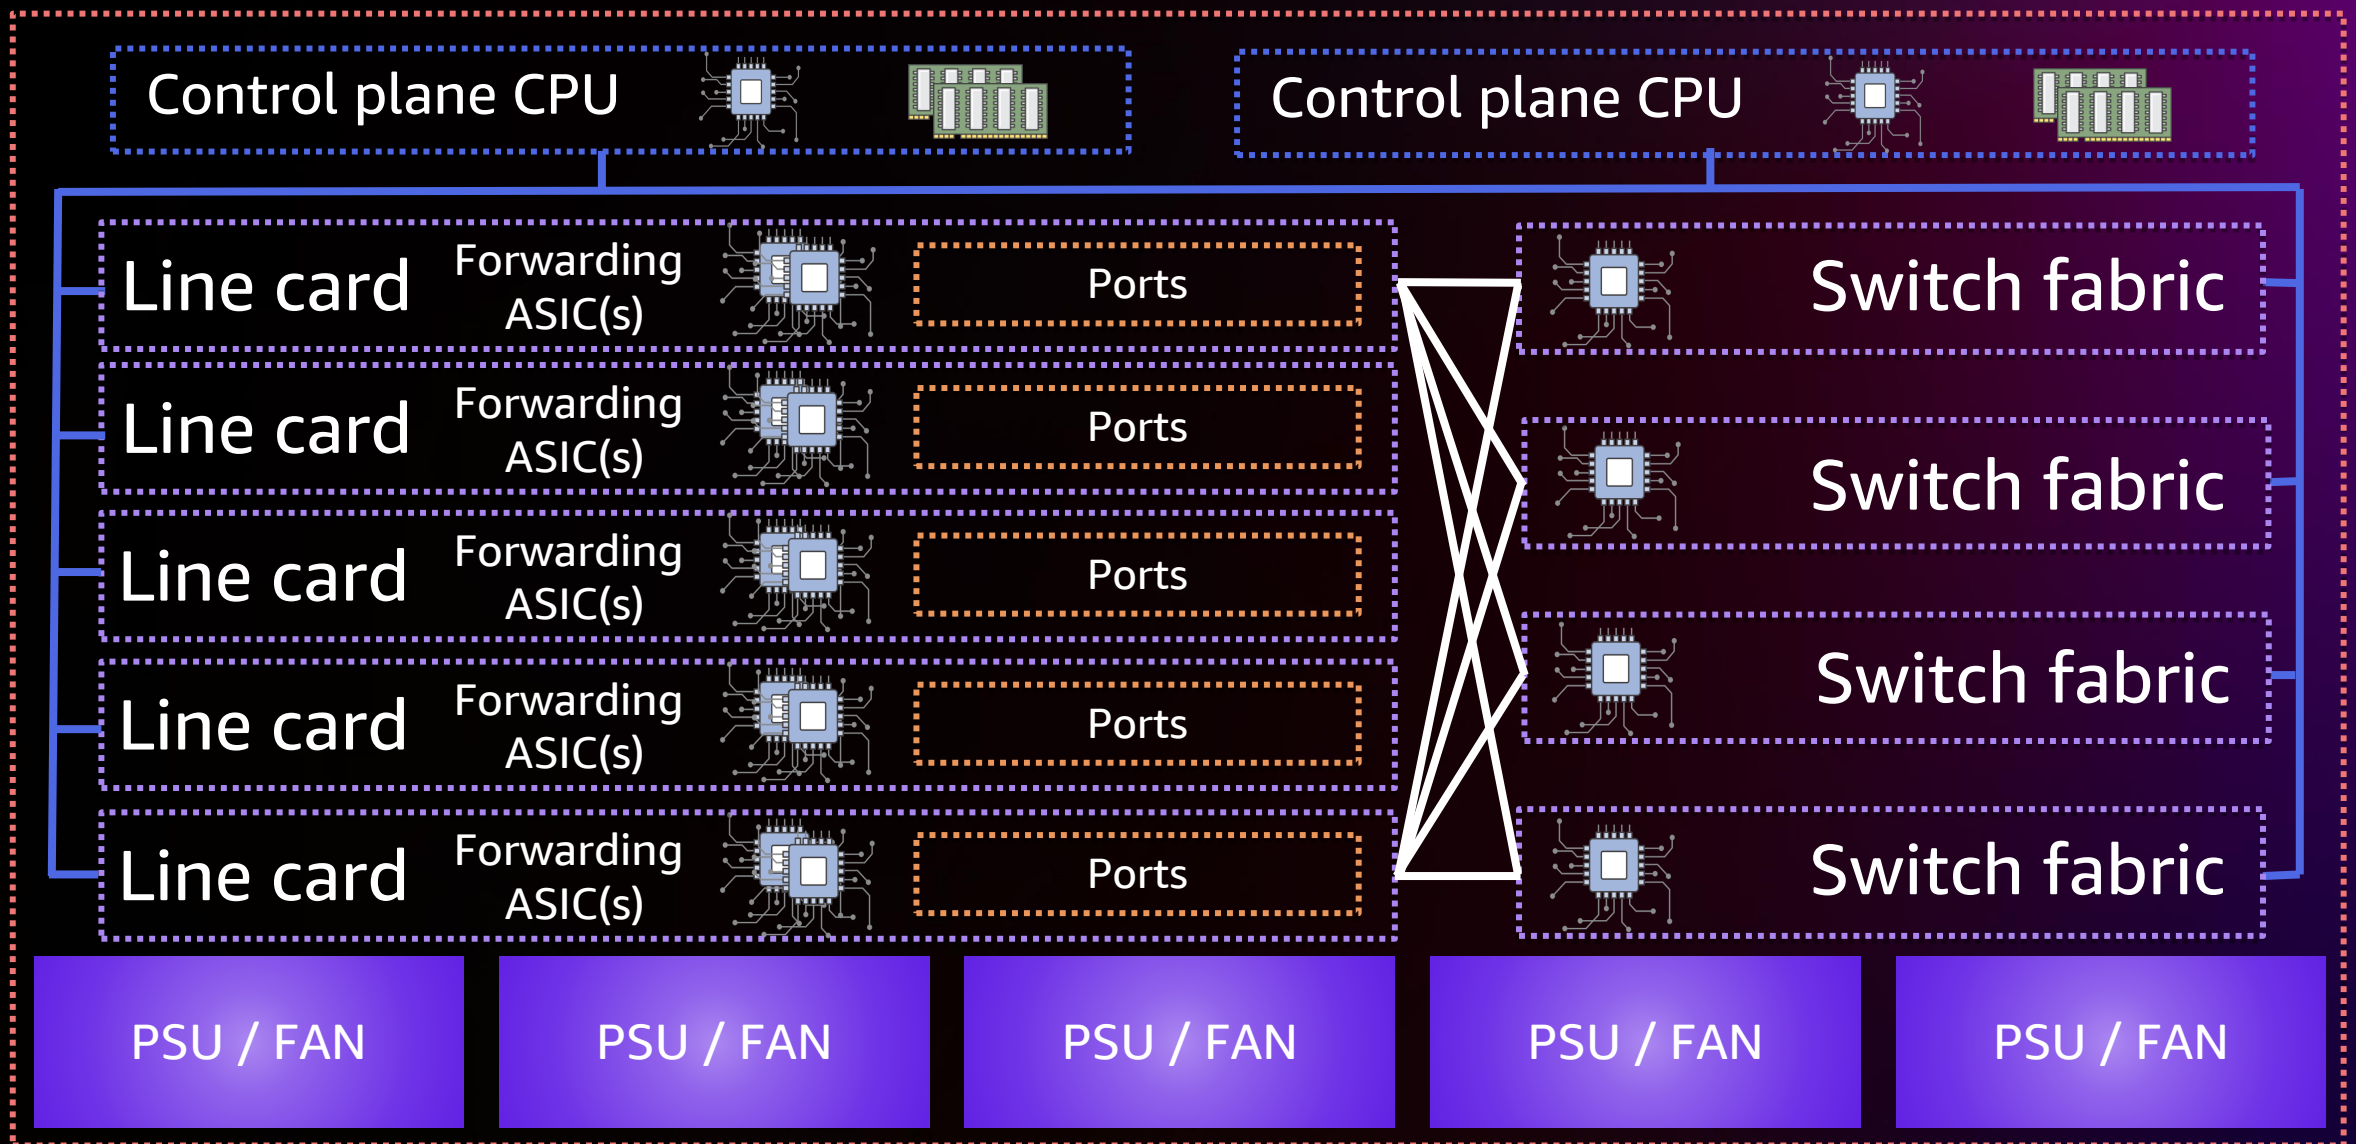 Control plane CPU
Control plane CPU
Line card
Forwarding
ASIC(s)
Ports
Switch fabric
Line card
Forwarding
ASIC(s)
Ports
Switch fabric
Line card
Forwarding
ASIC(s)
Ports
Switch fabric
Line card
Forwarding
ASIC(s)
Ports
Switch fabric
Line card
Forwarding
ASIC(s)
Ports
PSU / FAN
PSU / FAN
PSU / FAN
PSU / FAN
PSU / FAN